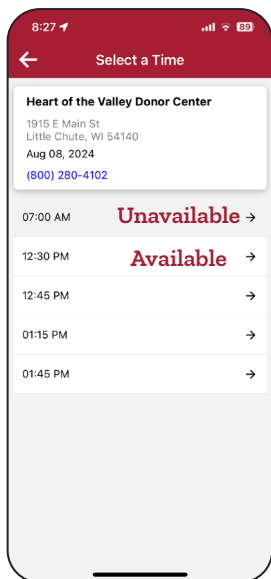 8:27 89
Select a Time
Heart of the Valley Donor Center
1915 E Main St
Little Chute, WI 54140
Aug 08, 2024
(800) 280-4102
07:00 AM Unavailable
12:30 PM Available
12:45 PM
01:15 PM
01:45 PM